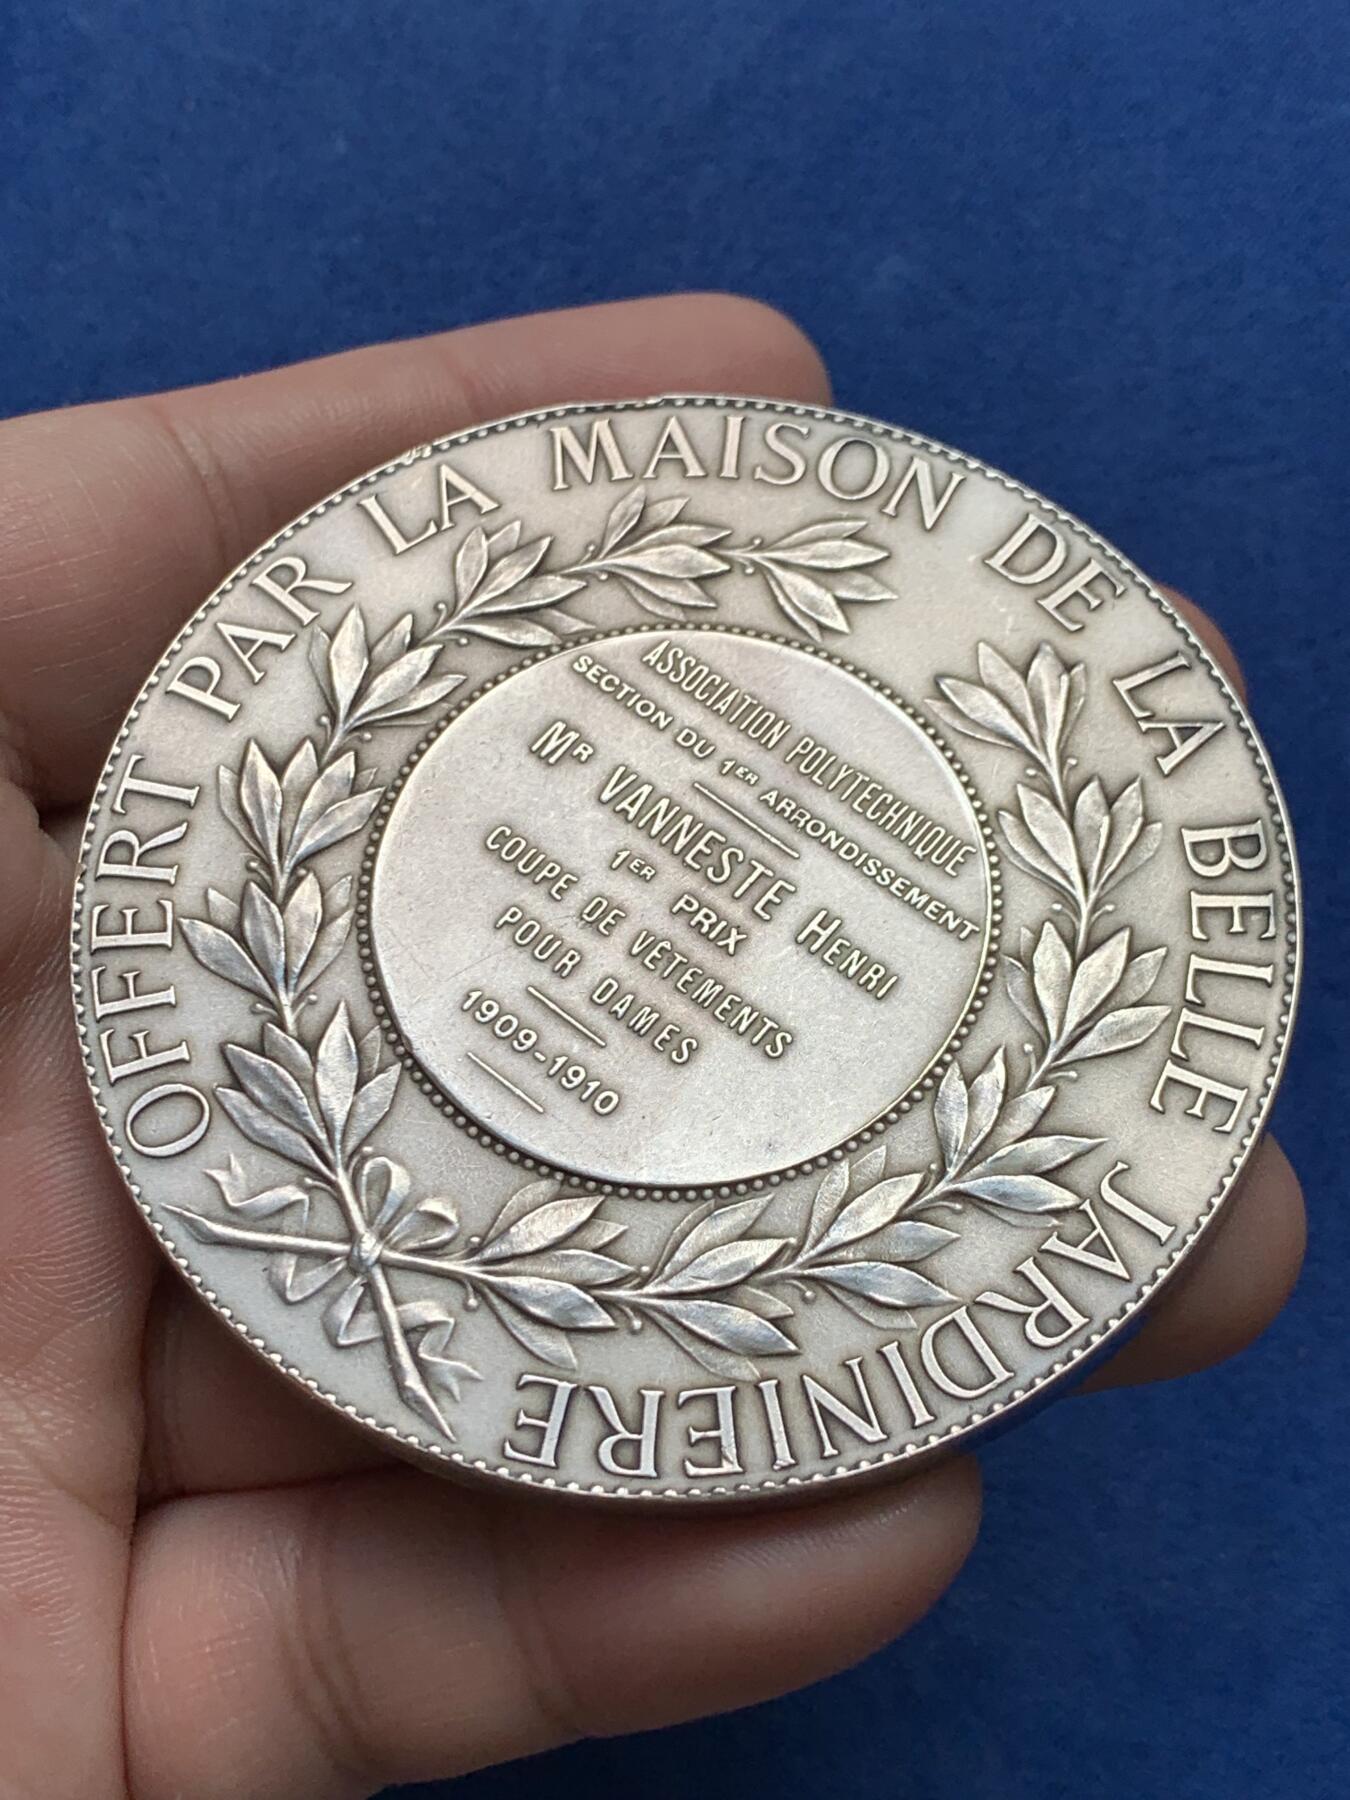 OFFERT PAR LA MAISON DE LA BELLE JARDINIERE
ASSOCIATION POLYTECHNIQUE
SECTION DU 1ER ARRONDISSEMENT
MR VANNESTE HENRI
1ER PRIX
COUPE DE VÊTEMENTS
POUR DAMES
1909-1910